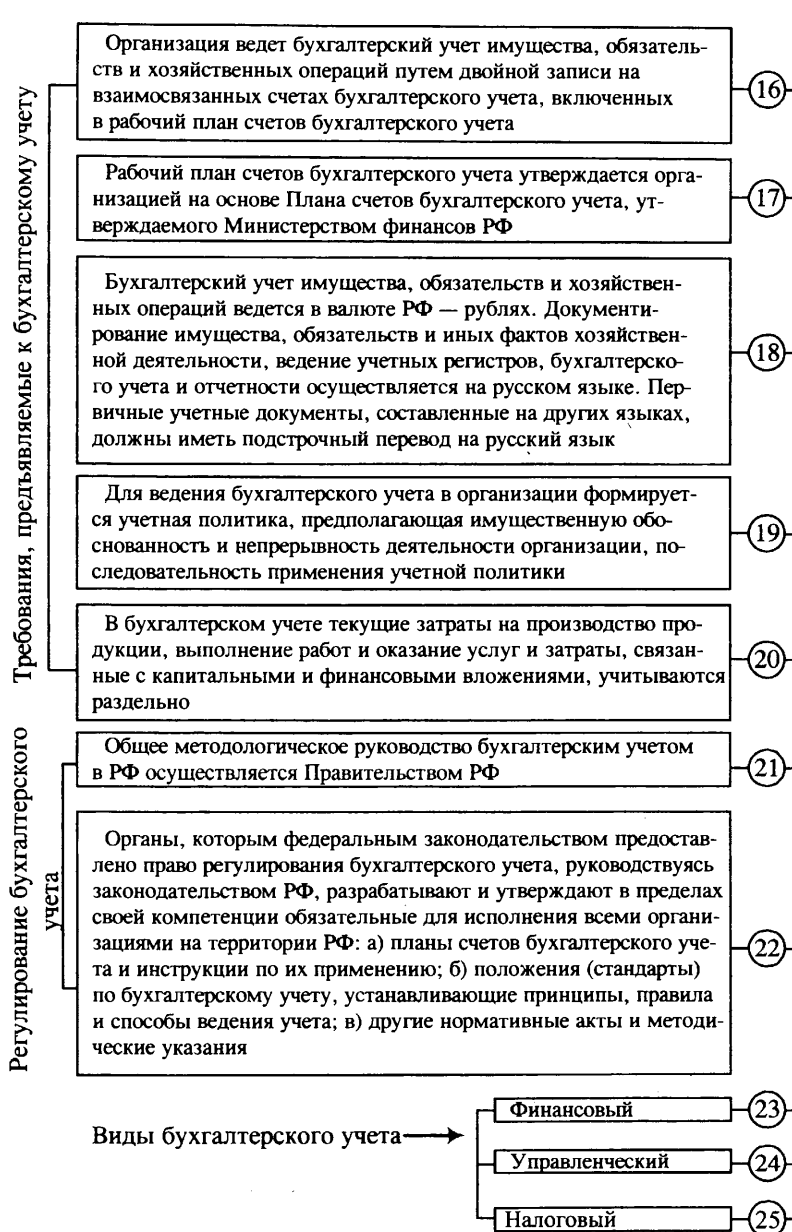 Требования, предъявляемые к бухгалтерскому учету
Организация ведет бухгалтерский учет имущества, обязатель-
ств и хозяйственных операций путем двойной записи на
взаимосвязанных счетах бухгалтерского учета, включенных
в рабочий план счетов бухгалтерского учета
16
Рабочий план счетов бухгалтерского учета утверждается орга-
низацией на основе Плана счетов бухгалтерского учета, ут-
верждаемого Министерством финансов РФ
17
Бухгалтерский учет имущества, обязательств и хозяйствен-
ных операций ведется в валюте РФ — рублях. Документи-
рование имущества, обязательств и иных фактов хозяйствен-
ной деятельности, ведение учетных регистров, бухгалтерско-
го учета и отчетности осуществляется на русском языке. Пер-
вичные учетные документы, составленные на других языках,
должны иметь подстрочный перевод на русский язык
18
Для ведения бухгалтерского учета в организации формирует-
ся учетная политика, предполагающая имущественную обо-
снованность и непрерывность деятельности организации, по-
следовательность применения учетной политики
19
В бухгалтерском учете текущие затраты на производство про-
дукции, выполнение работ и оказание услуг и затраты, связан-
ные с капитальными и финансовыми вложениями, учитываются
раздельно
20
Регулирование бухгалтерского
учета
Общее методологическое руководство бухгалтерским учетом
в РФ осуществляется Правительством РФ
21
Органы, которым федеральным законодательством предостав-
лено право регулирования бухгалтерского учета, руководствуясь
законодательством РФ, разрабатывают и утверждают в пределах
своей компетенции обязательные для исполнения всеми органи-
зациями на территории РФ: а) планы счетов бухгалтерского уче-
та и инструкции по их применению; б) положения (стандарты)
по бухгалтерскому учету, устанавливающие принципы, правила
и способы ведения учета; в) другие нормативные акты и методи-
ческие указания
22
Виды бухгалтерского учета
Финансовый
23
Управленческий
24
Налоговый
25